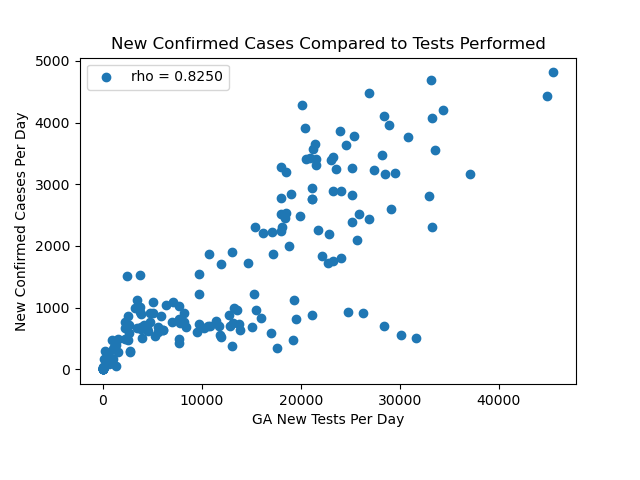 New Confirmed Cases Compared to Tests Performed
rho = 0.8250
New Confirmed Caeses Per Day
5000
4000
3000
2000
1000
0
0 10000 20000 30000 40000
GA New Tests Per Day